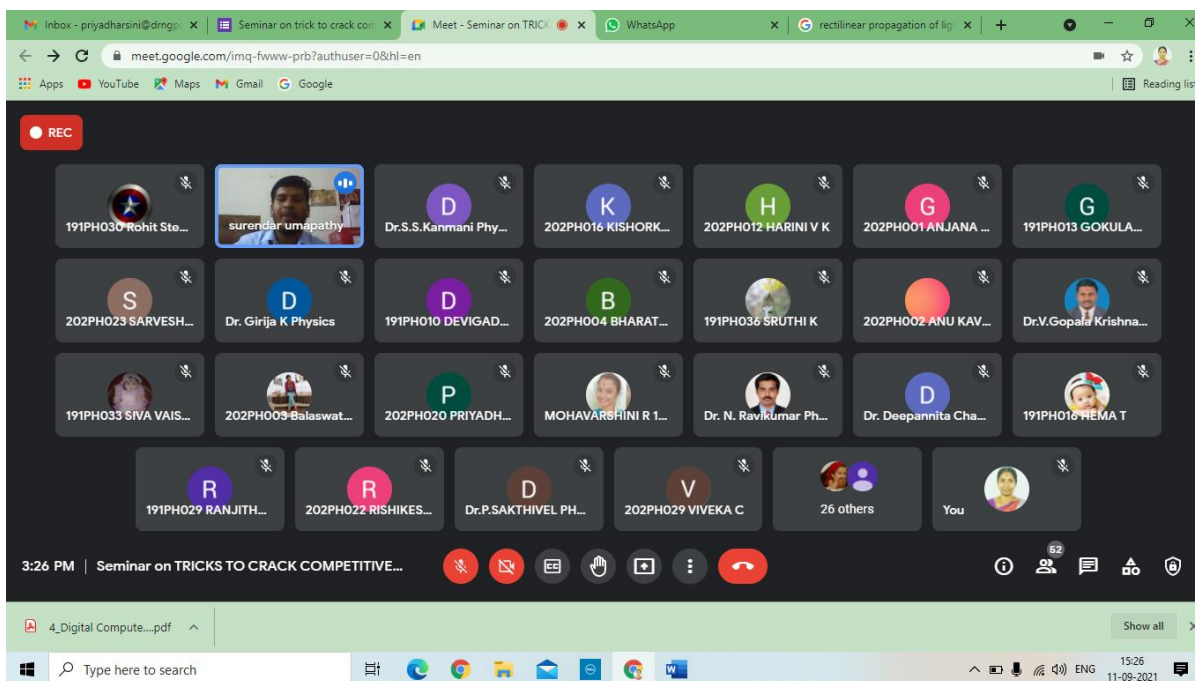 Inbox - priyadharsini@drngp
Seminar on trick to crack con
Meet - Seminar on TRICK
WhatsApp
rectilinear propagation of lig
meet.google.com/imq-fwww-prb?authuser=0&hl=en
Apps YouTube Maps Gmail Google
Reading list
REC
191PH030 Rohit Ste...
surendar umapathy
D
Dr.S.S.Kanmani Phy...
K
202PH016 KISHORK...
H
202PH012 HARINI V K
G
202PH001 ANJANA ...
G
191PH013 GOKULA...
S
202PH023 SARVESH...
D
Dr. Girija K Physics
D
191PH010 DEVIGAD...
B
202PH004 BHARAT...
191PH036 SRUTHI K
202PH002 ANU KAV...
Dr.V.Gopala Krishna...
191PH033 SIVA VAIS...
202PH003 Balaswat...
P
202PH020 PRIYADH...
MOHAVARSHINI R 1...
Dr. N. Ravikumar Ph...
D
Dr. Deepannita Cha...
191PH016 HEMA T
R
191PH029 RANJITH...
R
202PH022 RISHIKES...
D
Dr.P.SAKTHIVEL PH...
V
202PH029 VIVEKA C
26 others
You
3:26 PM | Seminar on TRICKS TO CRACK COMPETITIVE...
CC
52
4_Digital Compute....pdf
Show all
Type here to search
ENG
15:26
11-09-2021